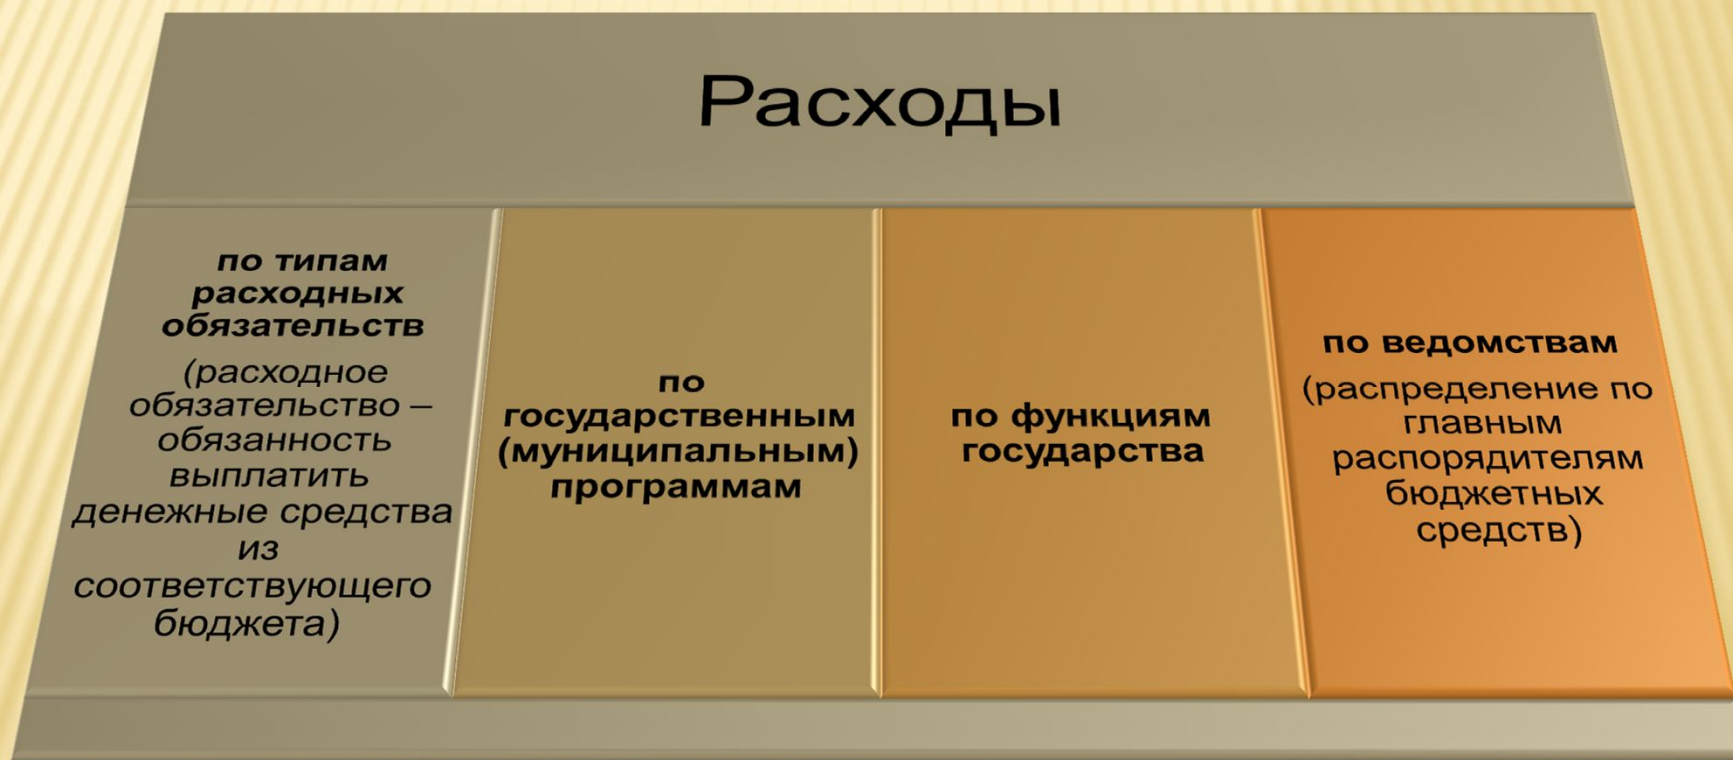 Расходы
по типам
расходных
обязательств
(расходное
обязательство –
обязанность
выплатить
денежные средства
из
соответствующего
бюджета)
по
государственным
(муниципальным)
программам
по функциям
государства
по ведомствам
(распределение по
главным
распорядителям
бюджетных
средств)